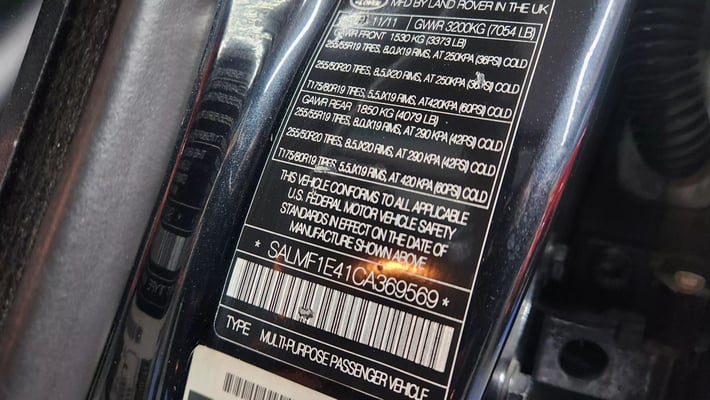 MFD BY LAND ROVER IN THE UK
11/11 GWWR 3200KG (7054 LB)
GAWR FRONT 1530 KG (3373 LB)
255/55R19 TIRES, 8.0JX19 RIMS, AT 250KPA (36PSI) COLD
255/50R20 TIRES, 8.5JX20 RIMS, AT 250KPA (36PSI) COLD
T175/80R19 TIRES, 5.5JX19 RIMS, AT420KPA (60PSI) COLD
GAWR REAR 1850 KG (4079 LB)
255/55R19 TIRES, 8.0JX19 RIMS, AT 290 KPA (42PSI) COLD
255/50R20 TIRES, 8.5JX20 RIMS, AT 290 KPA (42PSI) COLD
T175/80R19 TIRES, 5.5JX19 RIMS, AT 420 KPA (60PSI) COLD
THIS VEHICLE CONFORMS TO ALL APPLICABLE
U.S. FEDERAL MOTOR VEHICLE SAFETY
STANDARDS IN EFFECT ON THE DATE OF
MANUFACTURE SHOWN ABOVE
* SALMF1E41CA369569 *
TYPE MULTI-PURPOSE PASSENGER VEHICLE